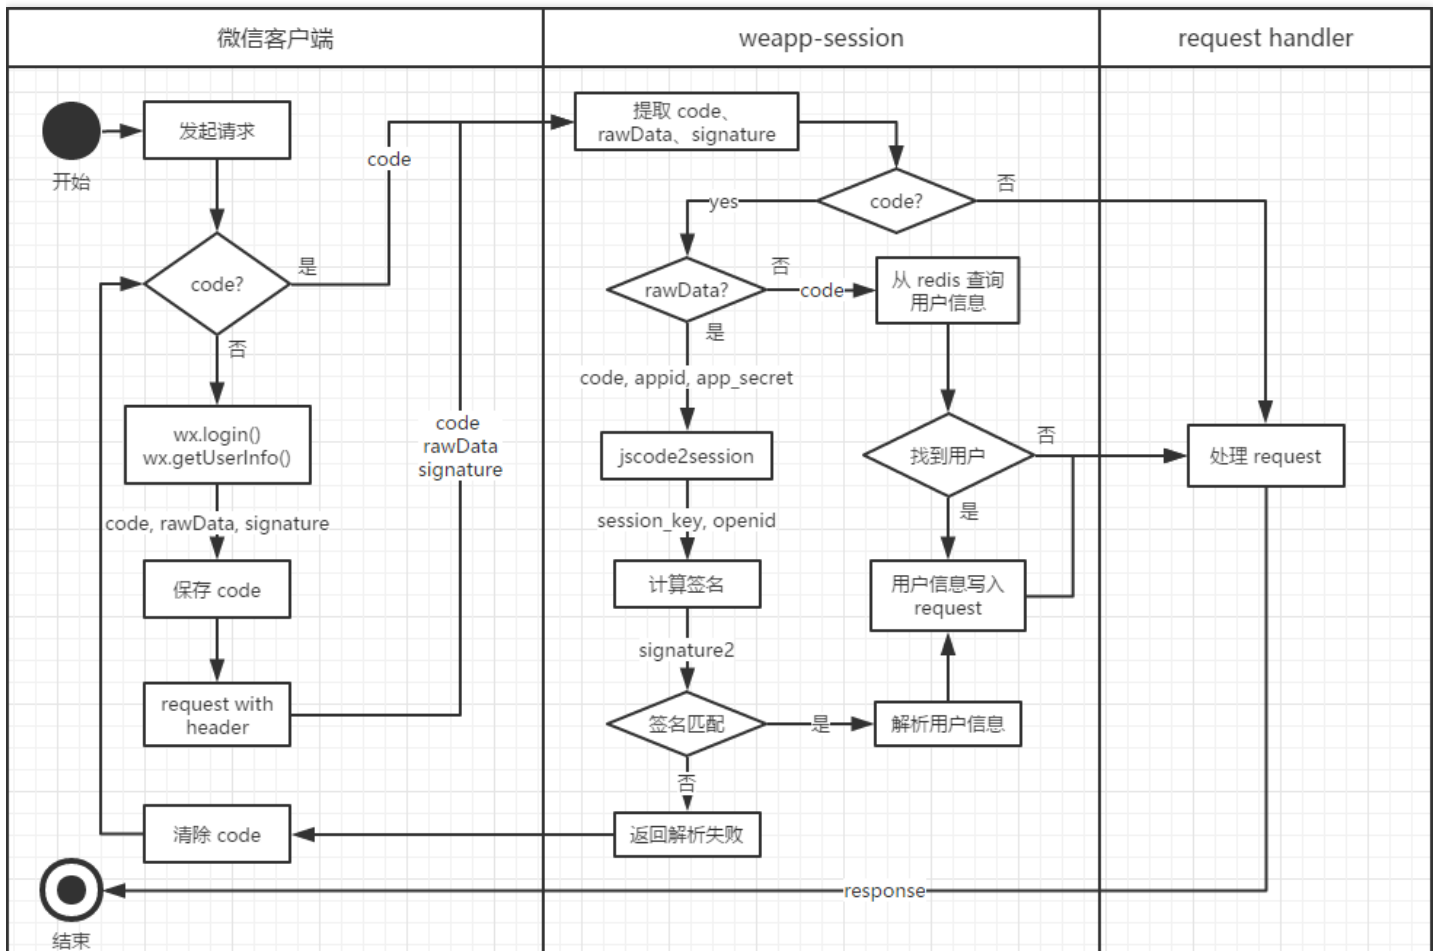 微信客户端
weapp-session
request handler
开始
发起请求
code?
是
code
否
wx.login()
wx.getUserInfo()
code, rawData, signature
保存 code
request with
header
code
rawData
signature
清除 code
结束
提取 code、
rawData、signature
code?
yes
否
rawData?
否
code
从 redis 查询
用户信息
是
code, appid, app_secret
jscode2session
session_key, openid
计算签名
signature2
签名匹配
是
解析用户信息
否
返回解析失败
找到用户
否
是
用户信息写入
request
处理 request
response